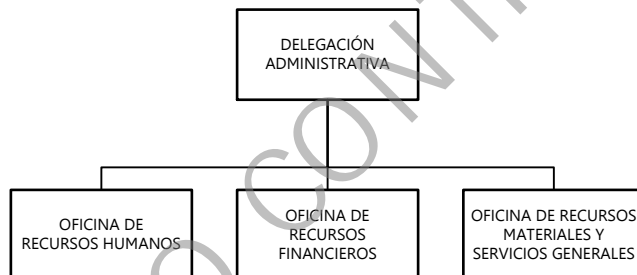 DELEGACIÓN
ADMINISTRATIVA
OFICINA DE
RECURSOS HUMANOS
OFICINA DE
RECURSOS
FINANCIEROS
OFICINA DE RECURSOS
MATERIALES Y
SERVICIOS GENERALES